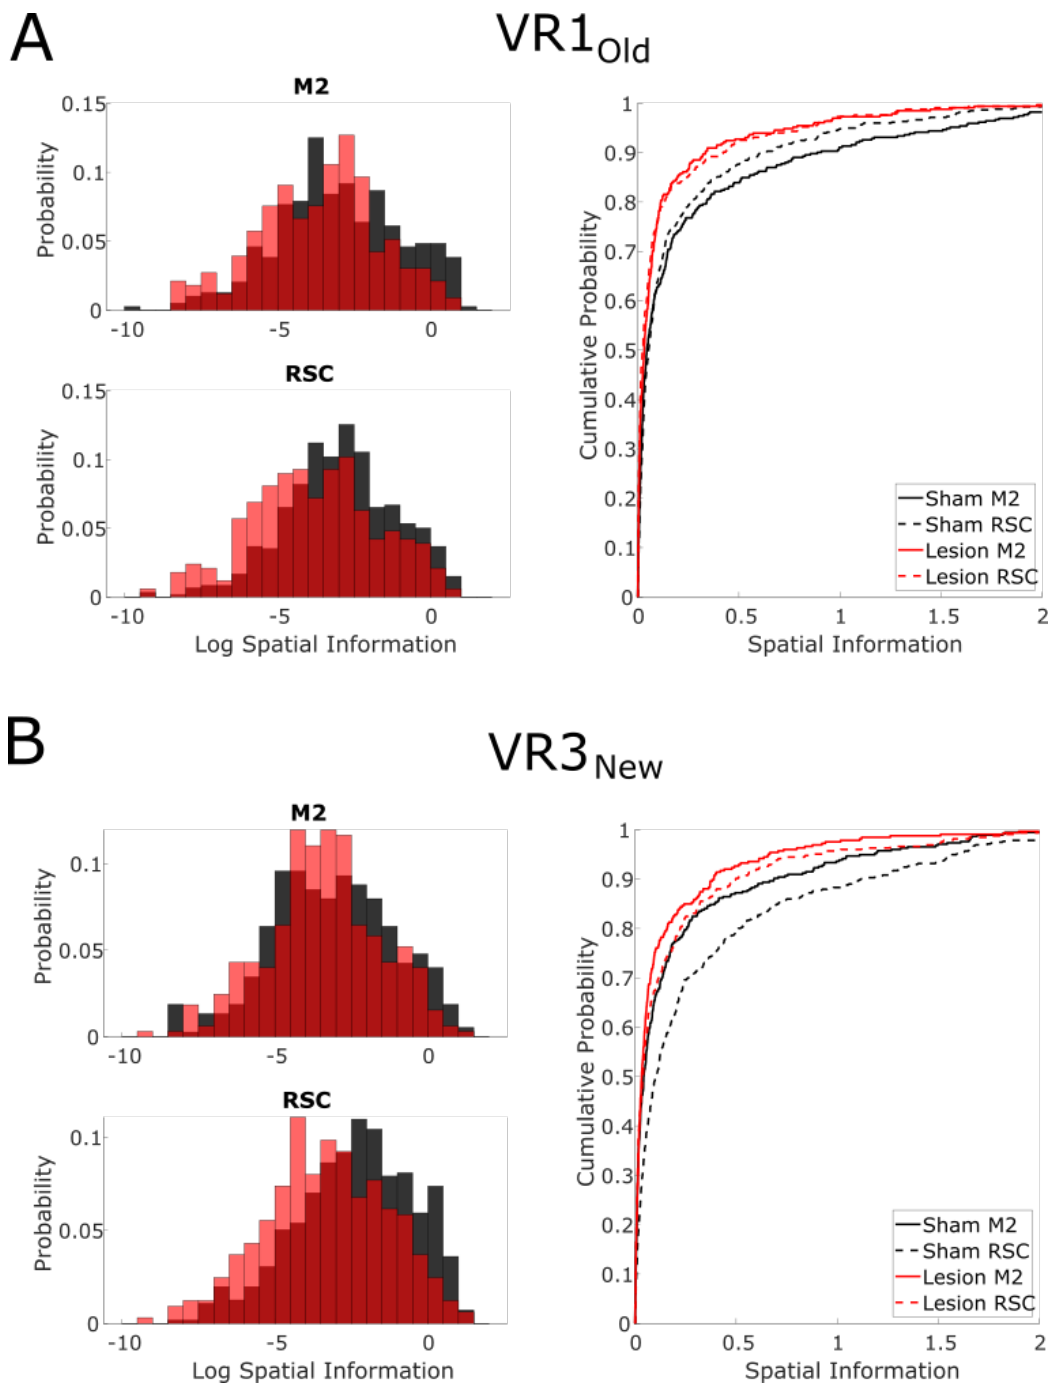 A
VR1Old
M2
Probability
0.15
0.1
0.05
0
-10
-5
0
RSC
Probability
0.15
0.1
0.05
0
-10
-5
0
Log Spatial Information
Cumulative Probability
1
0.9
0.8
0.7
0.6
0.5
0.4
0.3
0.2
0.1
0
0
0.5
1
1.5
2
Spatial Information
Sham M2
Sham RSC
Lesion M2
Lesion RSC
B
VR3New
M2
Probability
0.1
0.05
0
-10
-5
0
RSC
Probability
0.1
0.05
0
-10
-5
0
Log Spatial Information
Cumulative Probability
1
0.9
0.8
0.7
0.6
0.5
0.4
0.3
0.2
0.1
0
0
0.5
1
1.5
2
Spatial Information
Sham M2
Sham RSC
Lesion M2
Lesion RSC